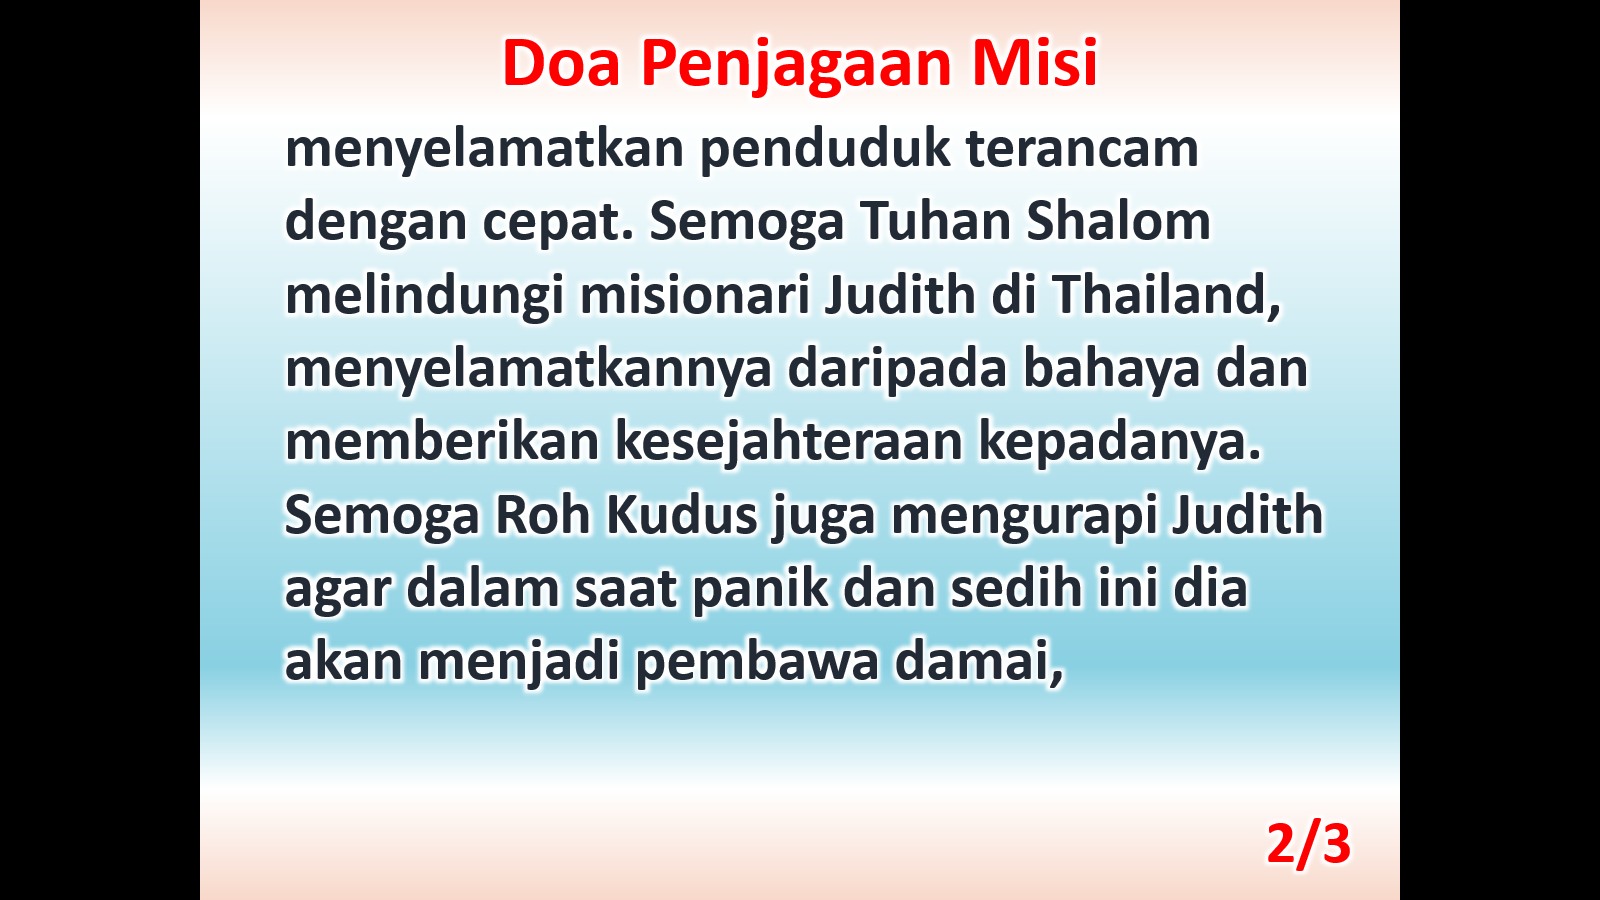 Doa Penjagaan Misi
menyelamatkan penduduk terancam
dengan cepat. Semoga Tuhan Shalom
melindungi misionari Judith di Thailand,
menyelamatkannya daripada bahaya dan
memberikan kesejahteraan kepadanya.
Semoga Roh Kudus juga mengurapi Judith
agar dalam saat panik dan sedih ini dia
akan menjadi pembawa damai,
2/3